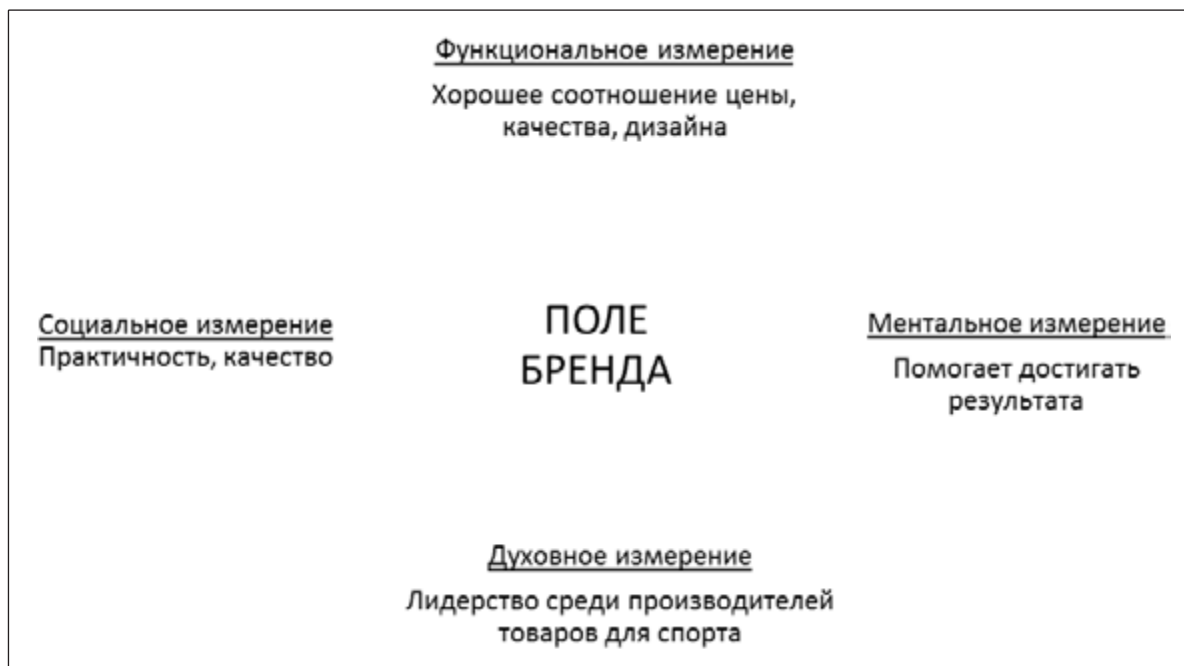 Функциональное измерение
Хорошее соотношение цены,
качества, дизайна
Социальное измерение
Практичность, качество
ПОЛЕ
БРЕНДА
Ментальное измерение
Помогает достигать
результата
Духовное измерение
Лидерство среди производителей
товаров для спорта